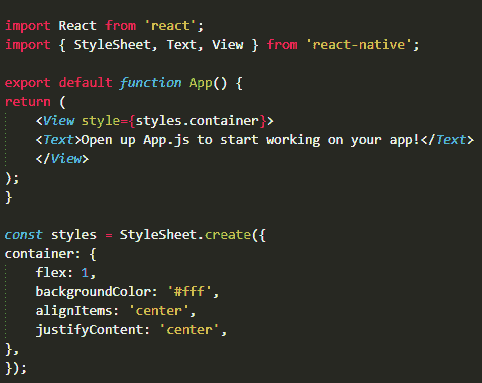 import React from 'react';
import { StyleSheet, Text, View } from 'react-native';

export default function App() {
return (
    <View style={styles.container}>
    <Text>Open up App.js to start working on your app!</Text>
    </View>
);
}

const styles = StyleSheet.create({
container: {
    flex: 1,
    backgroundColor: '#fff',
    alignItems: 'center',
    justifyContent: 'center',
},
});